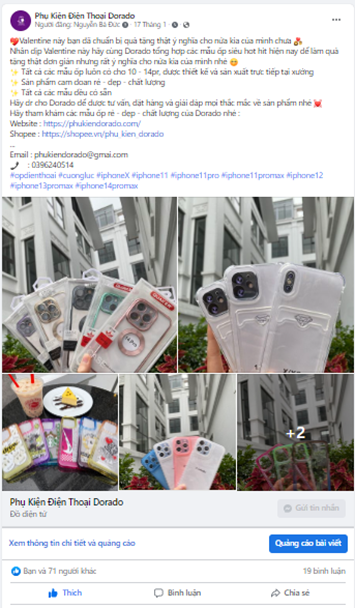 Phụ Kiện Điện Thoại Dorado
Người đăng: Nguyễn Bá Đức · 17 Tháng 1 ·
💝Valentine này bạn đã chuẩn bị quà tặng thật ý nghĩa cho nửa kia của mình chưa 💑
Nhân dịp Valentine này hãy cùng Dorado tổng hợp các mẫu ốp siêu hot hit hiện nay để làm quà
tặng thật đơn giản nhưng rất ý nghĩa cho nửa kia của mình nhé 😊
✨ Tất cả các mẫu ốp luôn có cho 10 - 14pr, dược thiết kế và sản xuất trực tiếp tại xưởng
✨ Sản phẩm cam đoan rẻ - đẹp - chất lượng
✨ Tất cả các mẫu đều có sẵn
Hãy dr cho Dorado để được tư vấn, đặt hàng và giải đáp mọi thắc mắc về sản phẩm nhé 💓
Hãy tham khảm các mẫu ốp rẻ - đẹp - chất lượng của Dorado nhé :
Website : https://phukiendorado.com/
Shopee : https://shopee.vn/phu_kien_dorado
...
Email : phukiendorado@gmai.com
📞 : 0396240514
#opdienthoai #cuongluc #iphoneX #iphone11 #iphone11pro #iphone11promax #iphone12
#iphone13promax #iphone14promax
+2
Phụ Kiện Điện Thoại Dorado
Đồ điện tử
Gửi tin nhắn
Xem thông tin chi tiết và quảng cáo
Quảng cáo bài viết
Bạn và 71 người khác
19 bình luận
Thích
Bình luận
Chia sẻ